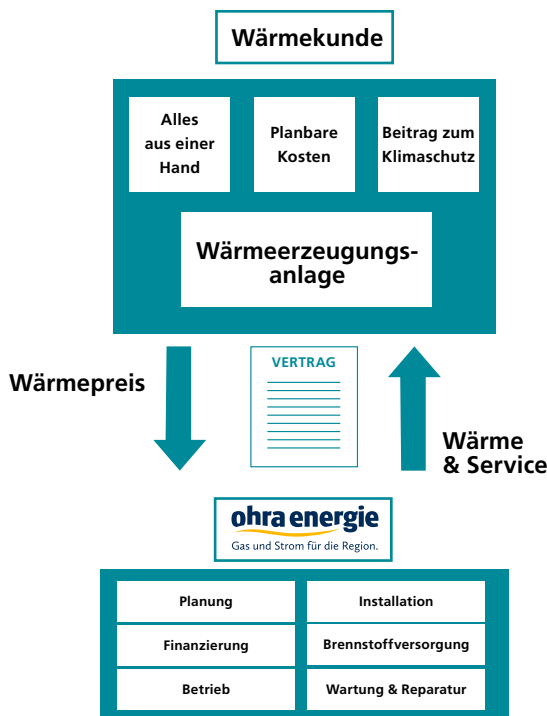 Wärmekunde
Alles
aus einer
Hand
Planbare
Kosten
Beitrag zum
Klimaschutz
Wärmeerzeugungs-
anlage
VERTRAG
Wärmepreis
Wärme
& Service
ohra energie
Gas und Strom für die Region.
Planung
Installation
Finanzierung
Brennstoffversorgung
Betrieb
Wartung & Reparatur